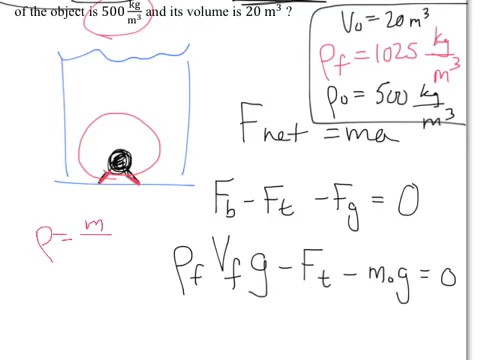 of the object is 500 kg/m³ and its volume is 20 m³ ?
V₀ = 20 m³
ρf = 1025 kg/m³
ρ₀ = 500 kg/m³
Fnet = ma
Fb − Ft − Fg = 0
ρ = m
ρf Vf g − Ft − m₀g = 0